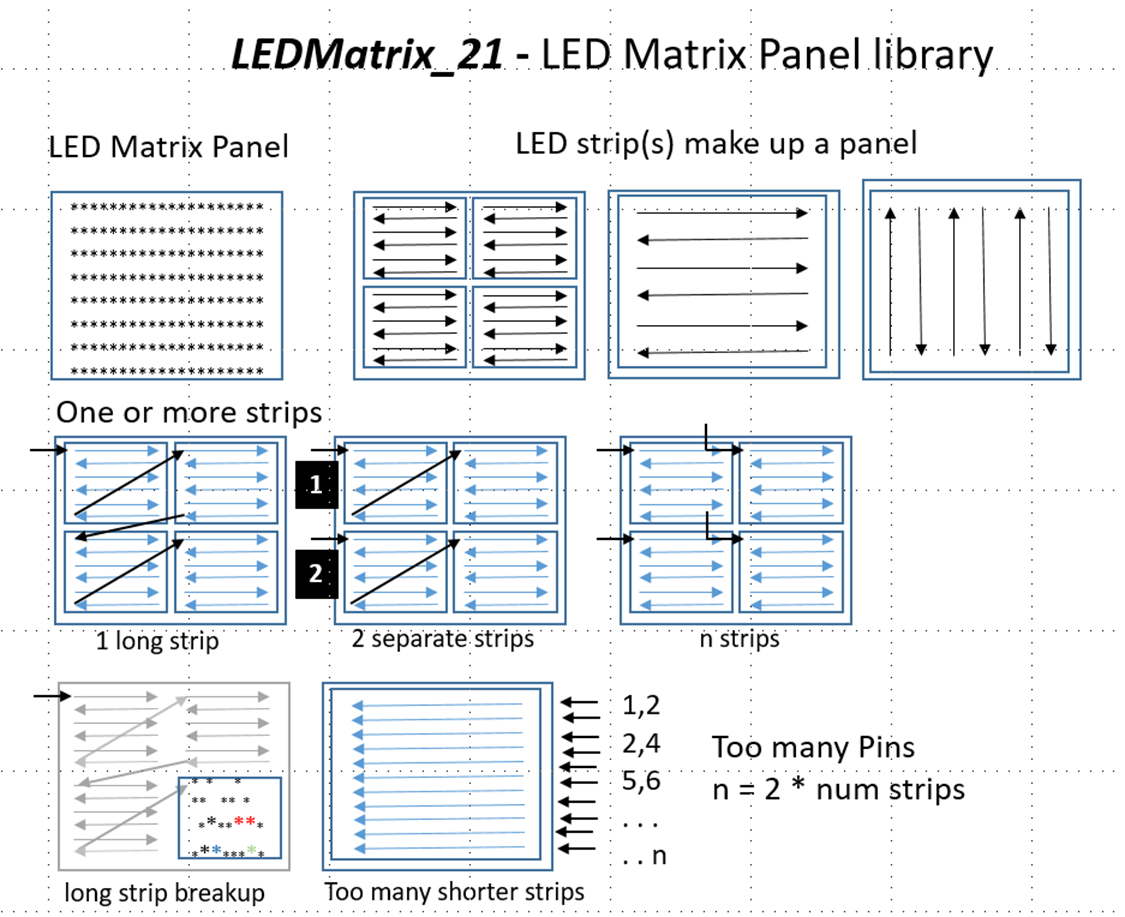 LEDMatrix_21 - LED Matrix Panel library
LED Matrix Panel
LED strip(s) make up a panel
********************
********************
********************
********************
********************
********************
********************
********************
One or more strips
1
2
1 long strip
2 separate strips
n strips
* * *
** ** *
*******
********
1,2
2,4
5,6
. . .
. . n
Too many Pins
n = 2 * num strips
long strip breakup
Too many shorter strips